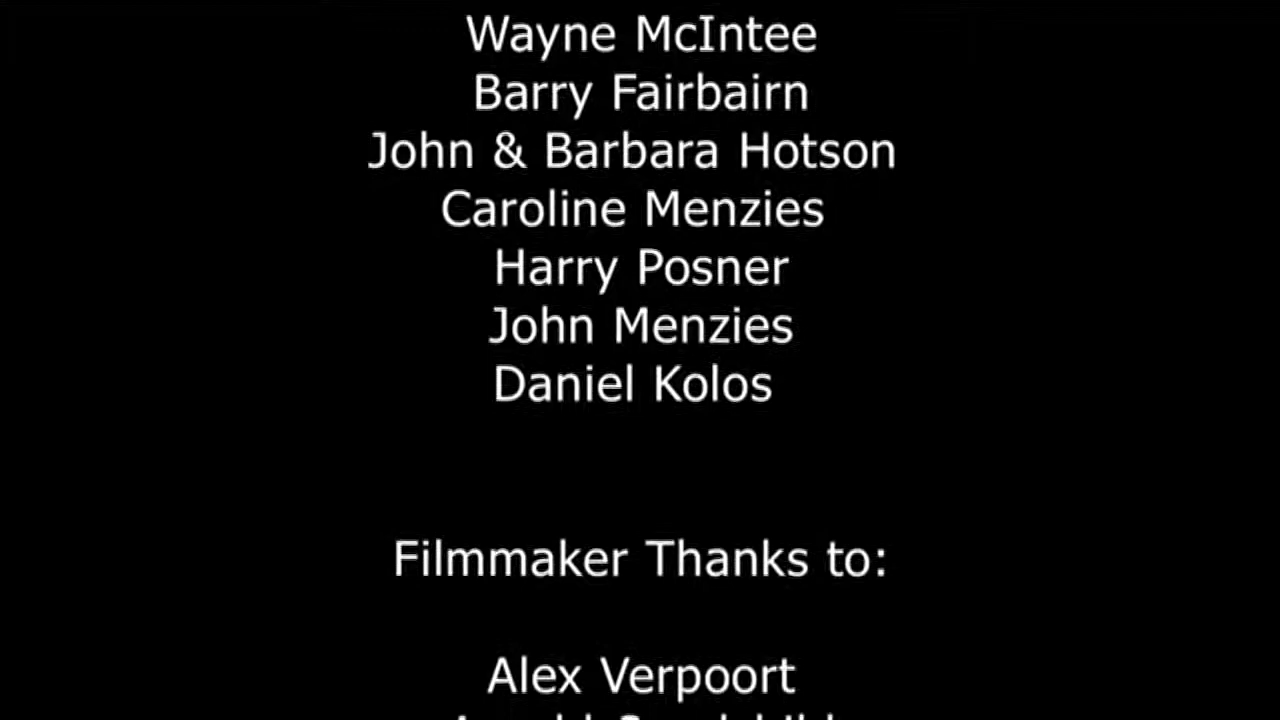 Wayne McIntee
Barry Fairbairn
John & Barbara Hotson
Caroline Menzies
Harry Posner
John Menzies
Daniel Kolos
Filmmaker Thanks to:
Alex Verpoort